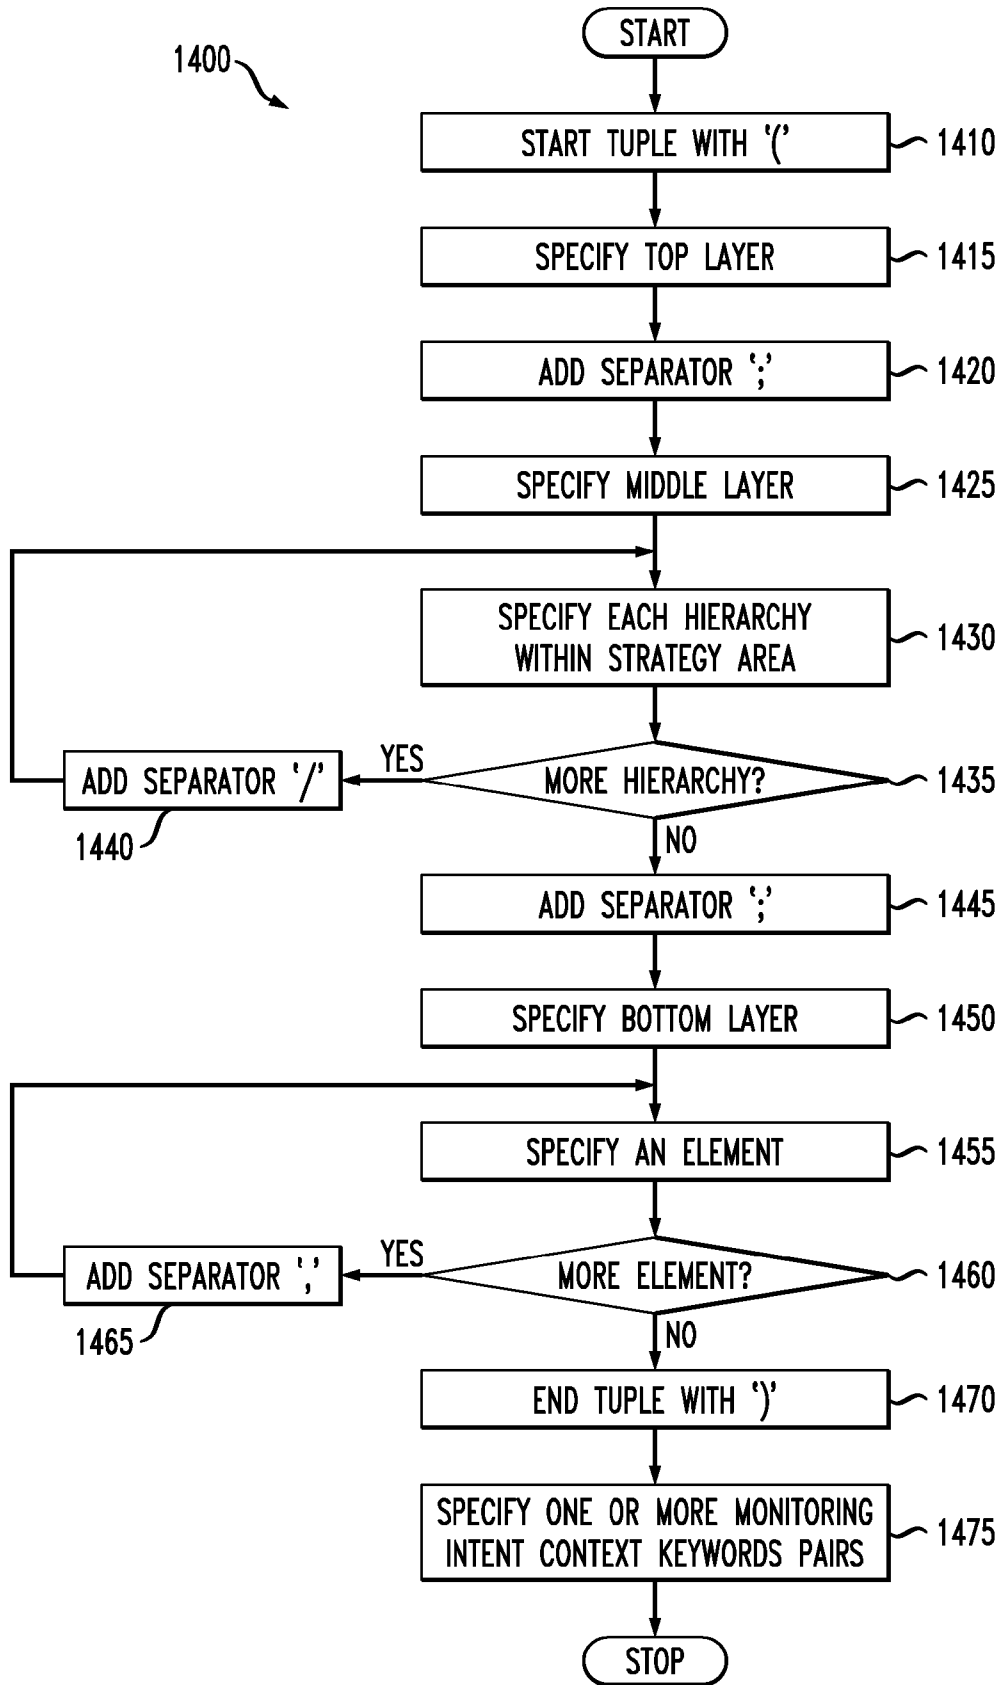 START
1400
START TUPLE WITH '('
1410
SPECIFY TOP LAYER
1415
ADD SEPARATOR ';'
1420
SPECIFY MIDDLE LAYER
1425
SPECIFY EACH HIERARCHY
WITHIN STRATEGY AREA
1430
MORE HIERARCHY?
1435
YES
ADD SEPARATOR '/'
1440
NO
ADD SEPARATOR ';'
1445
SPECIFY BOTTOM LAYER
1450
SPECIFY AN ELEMENT
1455
MORE ELEMENT?
1460
YES
ADD SEPARATOR ','
1465
NO
END TUPLE WITH ')'
1470
SPECIFY ONE OR MORE MONITORING
INTENT CONTEXT KEYWORDS PAIRS
1475
STOP